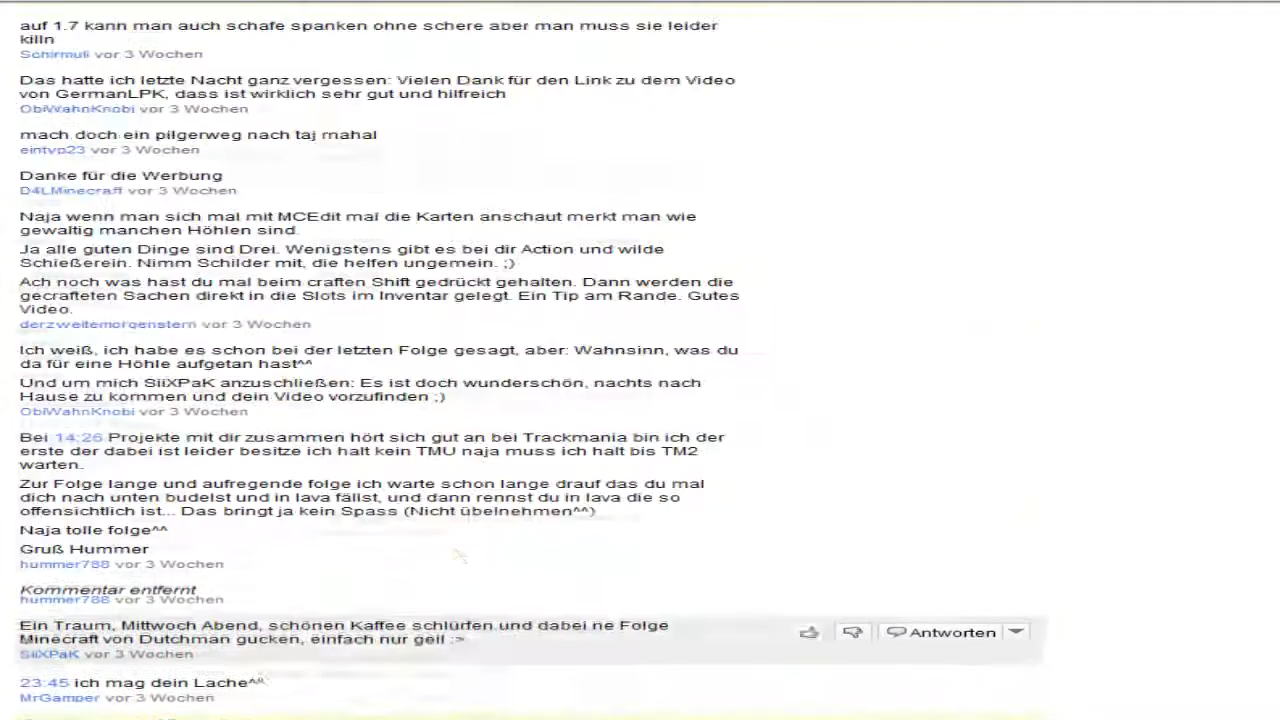 auf 1.7 kann man auch schafe spanken ohne schere aber man muss sie leider
killn
Schirmuli vor 3 Wochen
Das hatte ich letzte Nacht ganz vergessen: Vielen Dank für den Link zu dem Video
von GermanLPK, dass ist wirklich sehr gut und hilfreich
ObiWahnKnobi vor 3 Wochen
mach doch ein pilgerweg nach taj mahal
eintyp23 vor 3 Wochen
Danke für die Werbung
D4LMinecraft vor 3 Wochen
Naja wenn man sich mal mit MCEdit mal die Karten anschaut merkt man wie
gewaltig manchen Höhlen sind.
Ja alle guten Dinge sind Drei. Wenigstens gibt es bei dir Action und wilde
Schießerein. Nimm Schilder mit, die helfen ungemein. ;)
Ach noch was hast du mal beim craften Shift gedrückt gehalten. Dann werden die
gecrafteten Sachen direkt in die Slots im Inventar gelegt. Ein Tip am Rande. Gutes
Video.
derzweitemorgenstern vor 3 Wochen
Ich weiß, ich habe es schon bei der letzten Folge gesagt, aber: Wahnsinn, was du
da für eine Höhle aufgetan hast^^
Und um mich SiiXPaK anzuschließen: Es ist doch wunderschön, nachts nach
Hause zu kommen und dein Video vorzufinden ;)
ObiWahnKnobi vor 3 Wochen
Bei 14:26 Projekte mit dir zusammen hört sich gut an bei Trackmania bin ich der
erste der dabei ist leider besitze ich halt kein TMU naja muss ich halt bis TM2
warten.
Zur Folge lange und aufregende folge ich warte schon lange drauf das du mal
dich nach unten budelst und in lava fällst, und dann rennst du in lava die so
offensichtlich ist... Das bringt ja kein Spass (Nicht übelnehmen^^)
Naja tolle folge^^
Gruß Hummer
hummer788 vor 3 Wochen
Kommentar entfernt
hummer788 vor 3 Wochen
Ein Traum, Mittwoch Abend, schönen Kaffee schlürfen und dabei ne Folge
Minecraft von Dutchman gucken, einfach nur geil :>
Antworten
SiiXPaK vor 3 Wochen
23:45 ich mag dein Lache^^
MrGamper vor 3 Wochen